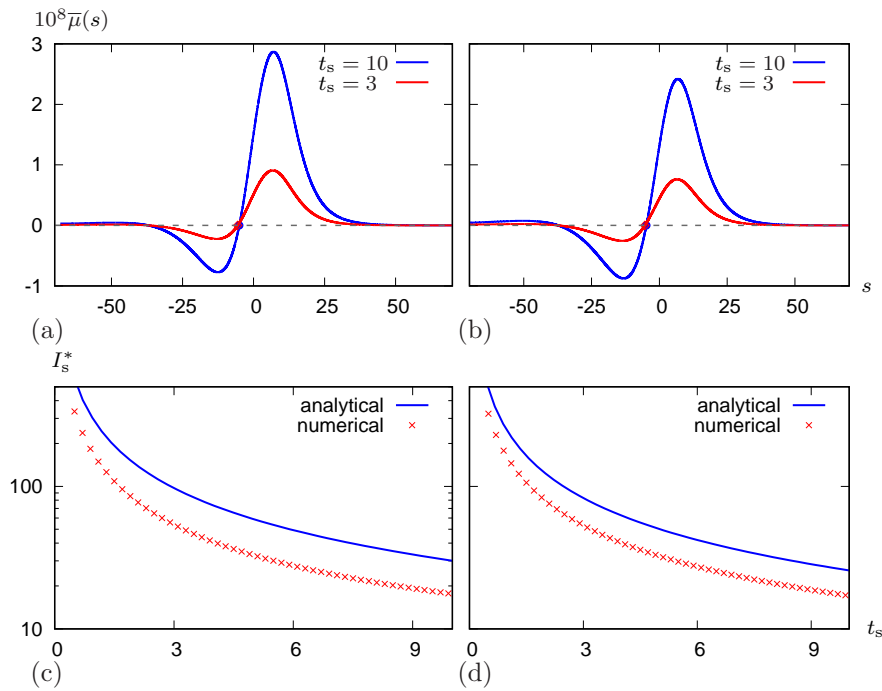 10^8 μ̅(s)
3
2
1
0
-1
t_s = 10
t_s = 3
-50 -25 0 25 50
(a)
t_s = 10
t_s = 3
-50 -25 0 25 50
s
(b)
I_s^*
100
10
analytical
numerical
0 3 6 9
(c)
analytical
numerical
0 3 6 9
t_s
(d)